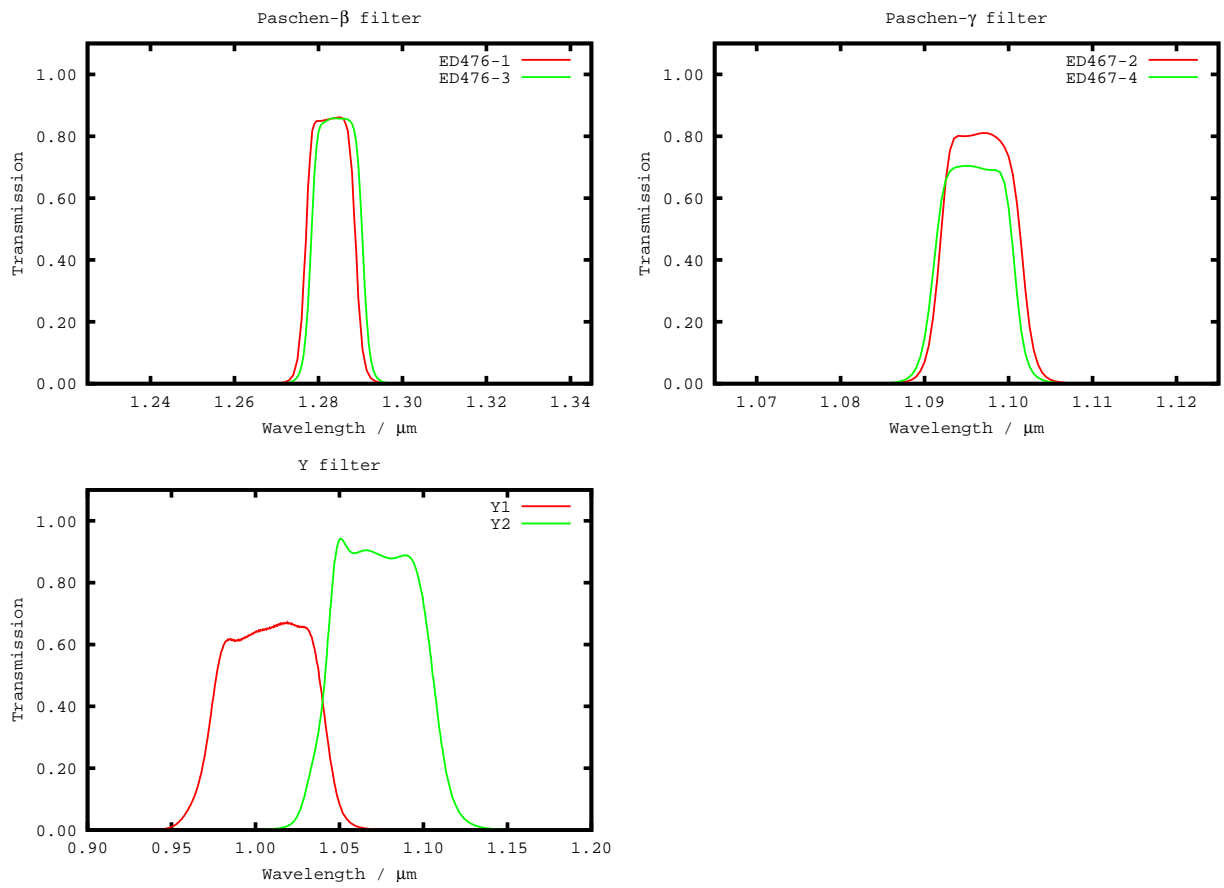 Paschen-β filter
ED476-1
ED476-3
1.00
0.80
0.60
0.40
0.20
0.00
Transmission
1.24 1.26 1.28 1.30 1.32 1.34
Wavelength / μm
Paschen-γ filter
ED467-2
ED467-4
1.00
0.80
0.60
0.40
0.20
0.00
Transmission
1.07 1.08 1.09 1.10 1.11 1.12
Wavelength / μm
Y filter
Y1
Y2
1.00
0.80
0.60
0.40
0.20
0.00
Transmission
0.90 0.95 1.00 1.05 1.10 1.15 1.20
Wavelength / μm